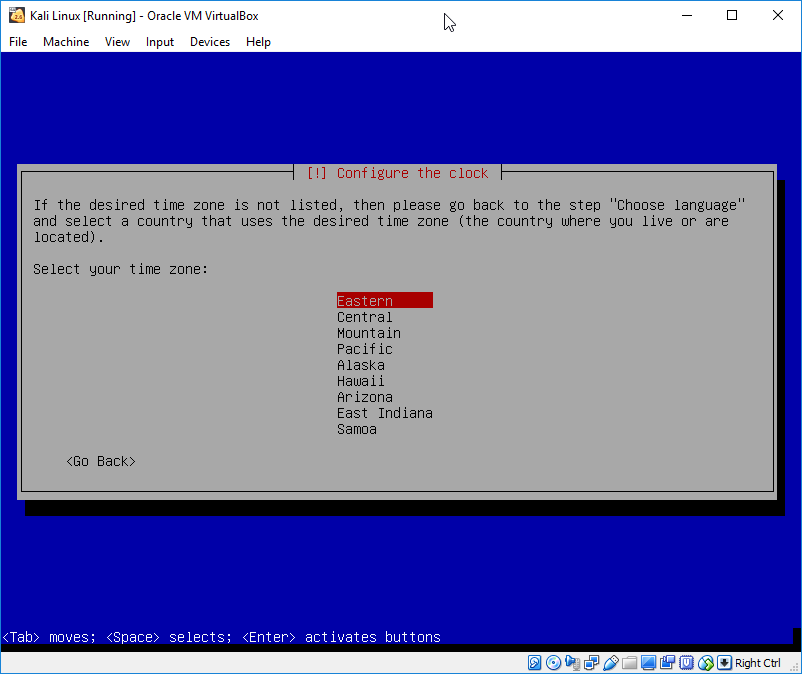 Kali Linux [Running] - Oracle VM VirtualBox
File Machine View Input Devices Help
[!] Configure the clock
If the desired time zone is not listed, then please go back to the step "Choose language"
and select a country that uses the desired time zone (the country where you live or are
located).
Select your time zone:
Eastern
Central
Mountain
Pacific
Alaska
Hawaii
Arizona
East Indiana
Samoa
<Go Back>
<Tab> moves; <Space> selects; <Enter> activates buttons
Right Ctrl